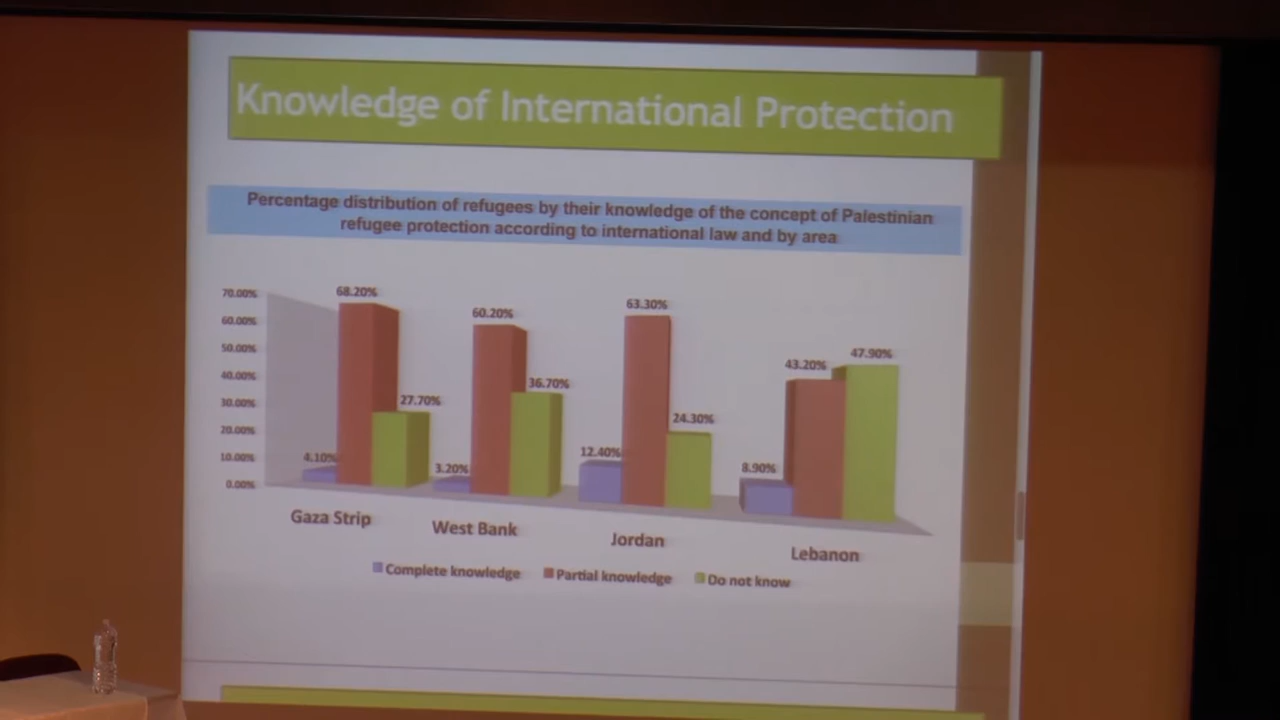 Knowledge of International Protection
Percentage distribution of refugees by their knowledge of the concept of Palestinian
refugee protection according to international law and by area
70.00%
60.00%
50.00%
40.00%
30.00%
20.00%
10.00%
0.00%
68.20%
4.10%
27.70%
60.20%
3.20%
36.70%
63.30%
12.40%
24.30%
43.20%
8.90%
47.90%
Gaza Strip
West Bank
Jordan
Lebanon
Complete knowledge
Partial knowledge
Do not know